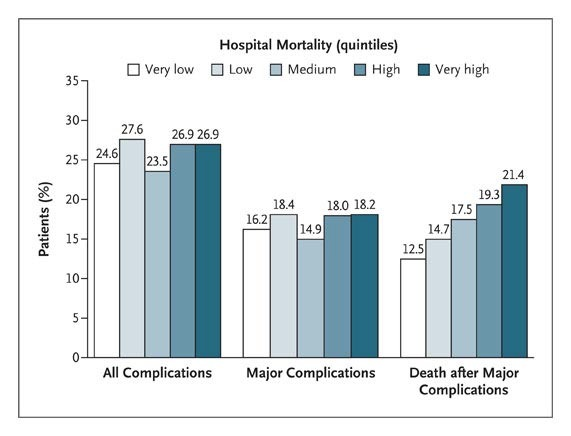 Hospital Mortality (quintiles)
Very low Low Medium High Very high
Patients (%)
35
30
25
20
15
10
5
0
24.6 27.6 23.5 26.9 26.9
16.2 18.4 14.9 18.0 18.2
12.5 14.7 17.5 19.3 21.4
All Complications
Major Complications
Death after Major
Complications